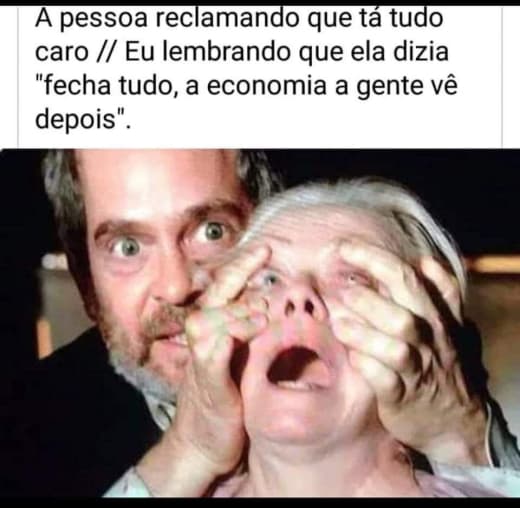 A pessoa reclamando que tá tudo
caro // Eu lembrando que ela dizia
"fecha tudo, a economia a gente vê
depois".